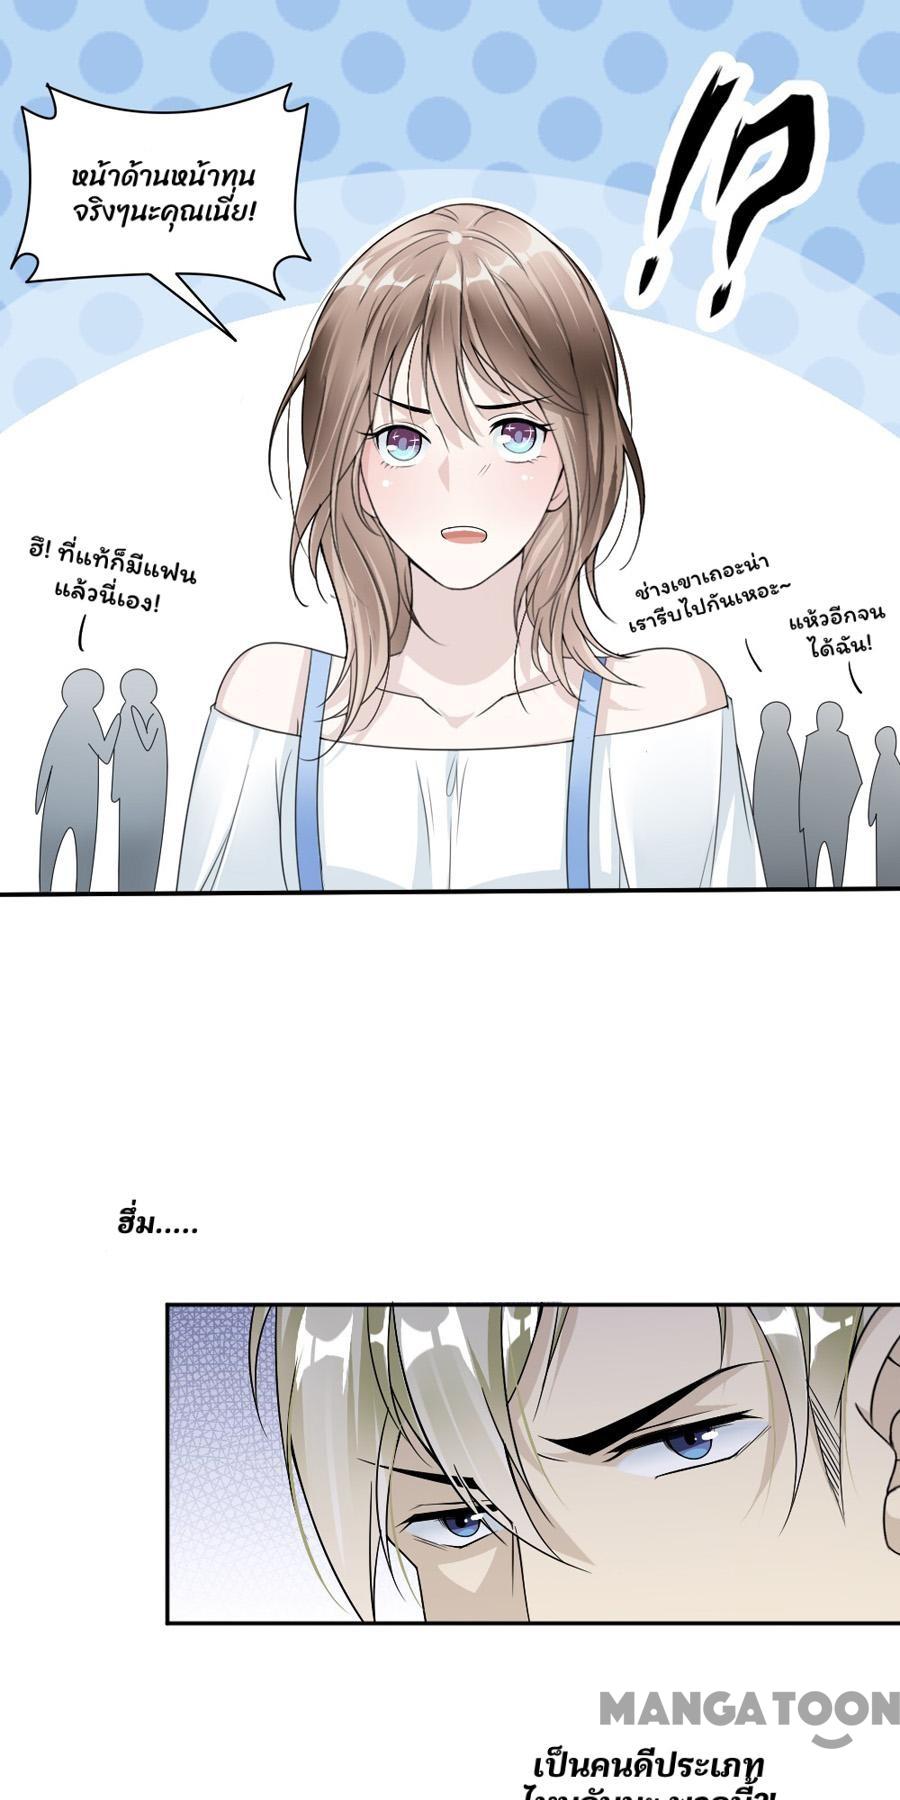 !?
หน้าด้านหน้าทน
จริงๆนะคุณเนี่ย!
ฮึ! ที่แท้ก็มีแฟน
แล้วนี่เอง!
ช่างเขาเถอะน่า
เรารีบไปกันเหอะ~
แห้วอีกจน
ได้ฉัน!
ฮึ่ม.....
MANGATOON
เป็นคนดีประเภท